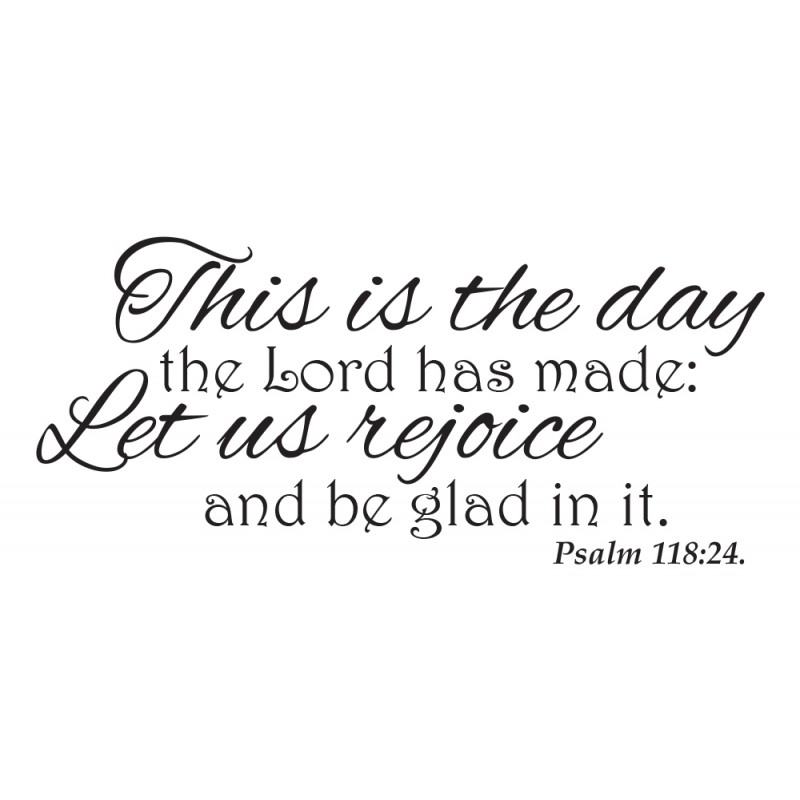 This is the day
the Lord has made:
Let us rejoice
and be glad in it.
Psalm 118:24.